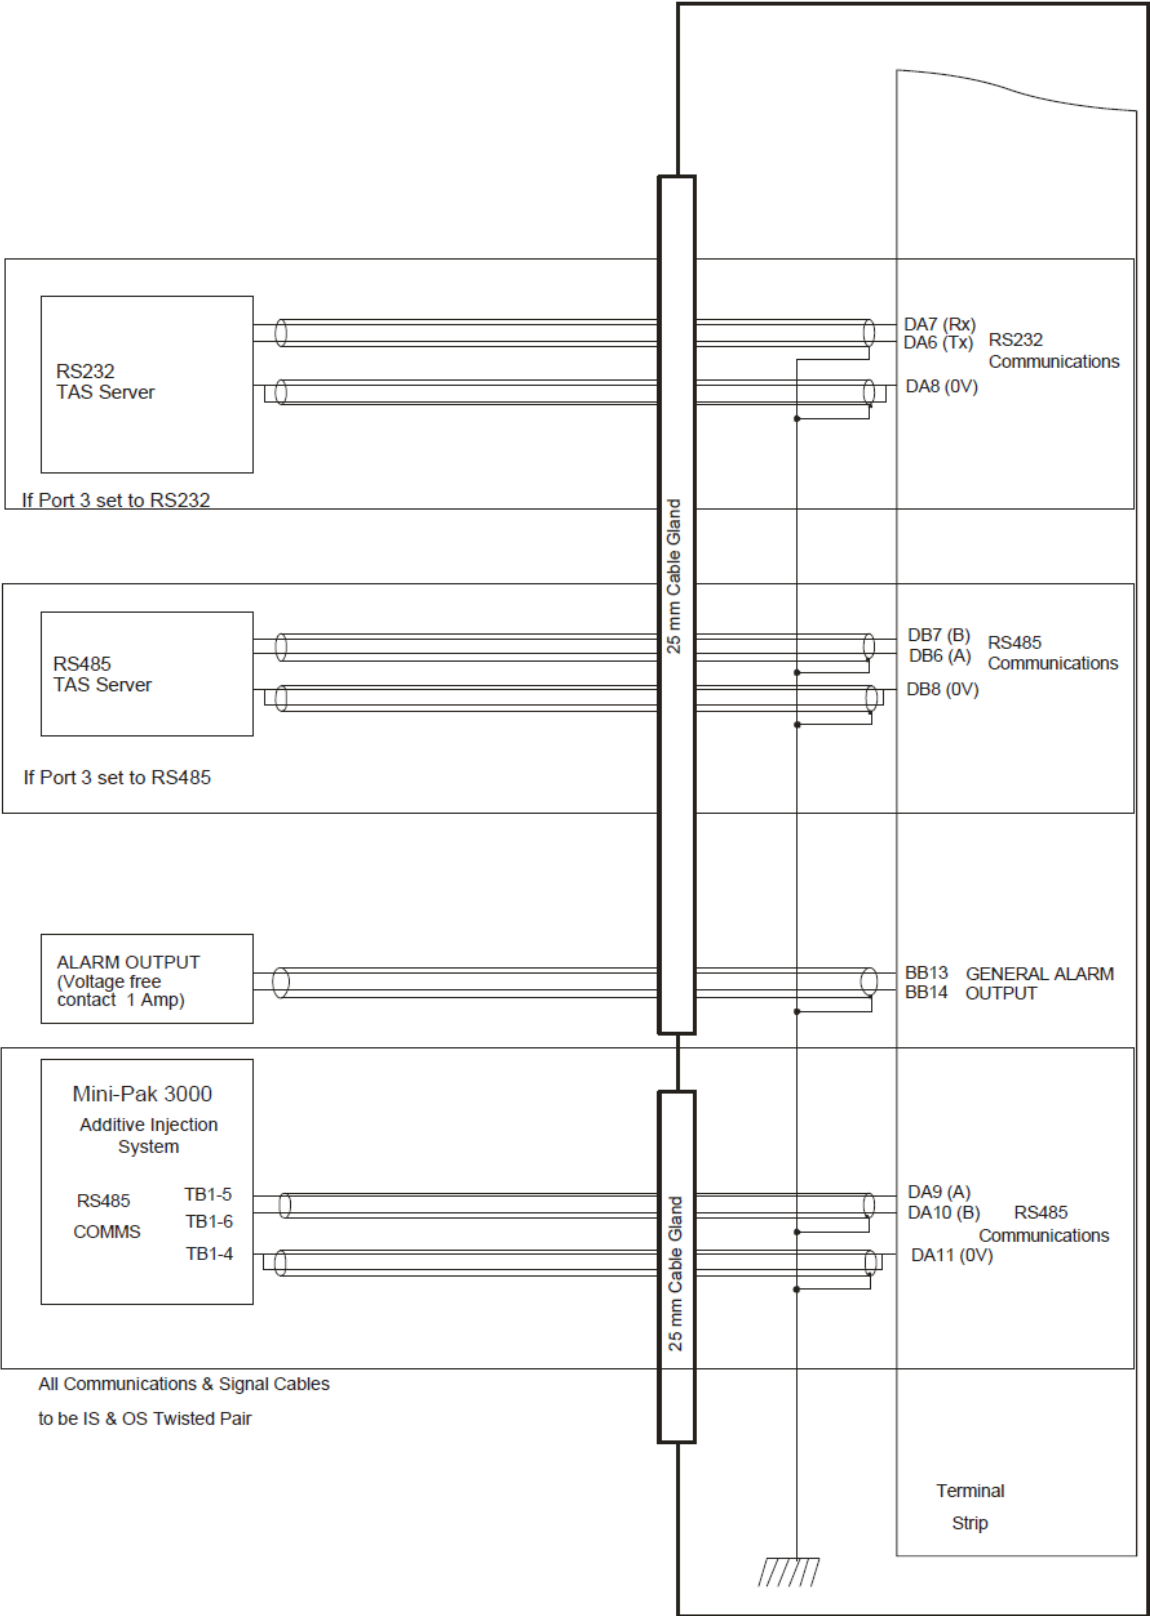 DA7 (Rx)
DA6 (Tx)
RS232
Communications
RS232
TAS Server
DA8 (0V)
If Port 3 set to RS232
25 mm Cable Gland
DB7 (B)
DB6 (A)
RS485
Communications
RS485
TAS Server
DB8 (0V)
If Port 3 set to RS485
ALARM OUTPUT
(Voltage free
contact 1 Amp)
BB13 GENERAL ALARM
BB14 OUTPUT
Mini-Pak 3000
Additive Injection
System
RS485
COMMS
TB1-5
TB1-6
TB1-4
25 mm Cable Gland
DA9 (A)
DA10 (B)
RS485
Communications
DA11 (0V)
All Communications & Signal Cables
to be IS & OS Twisted Pair
Terminal
Strip